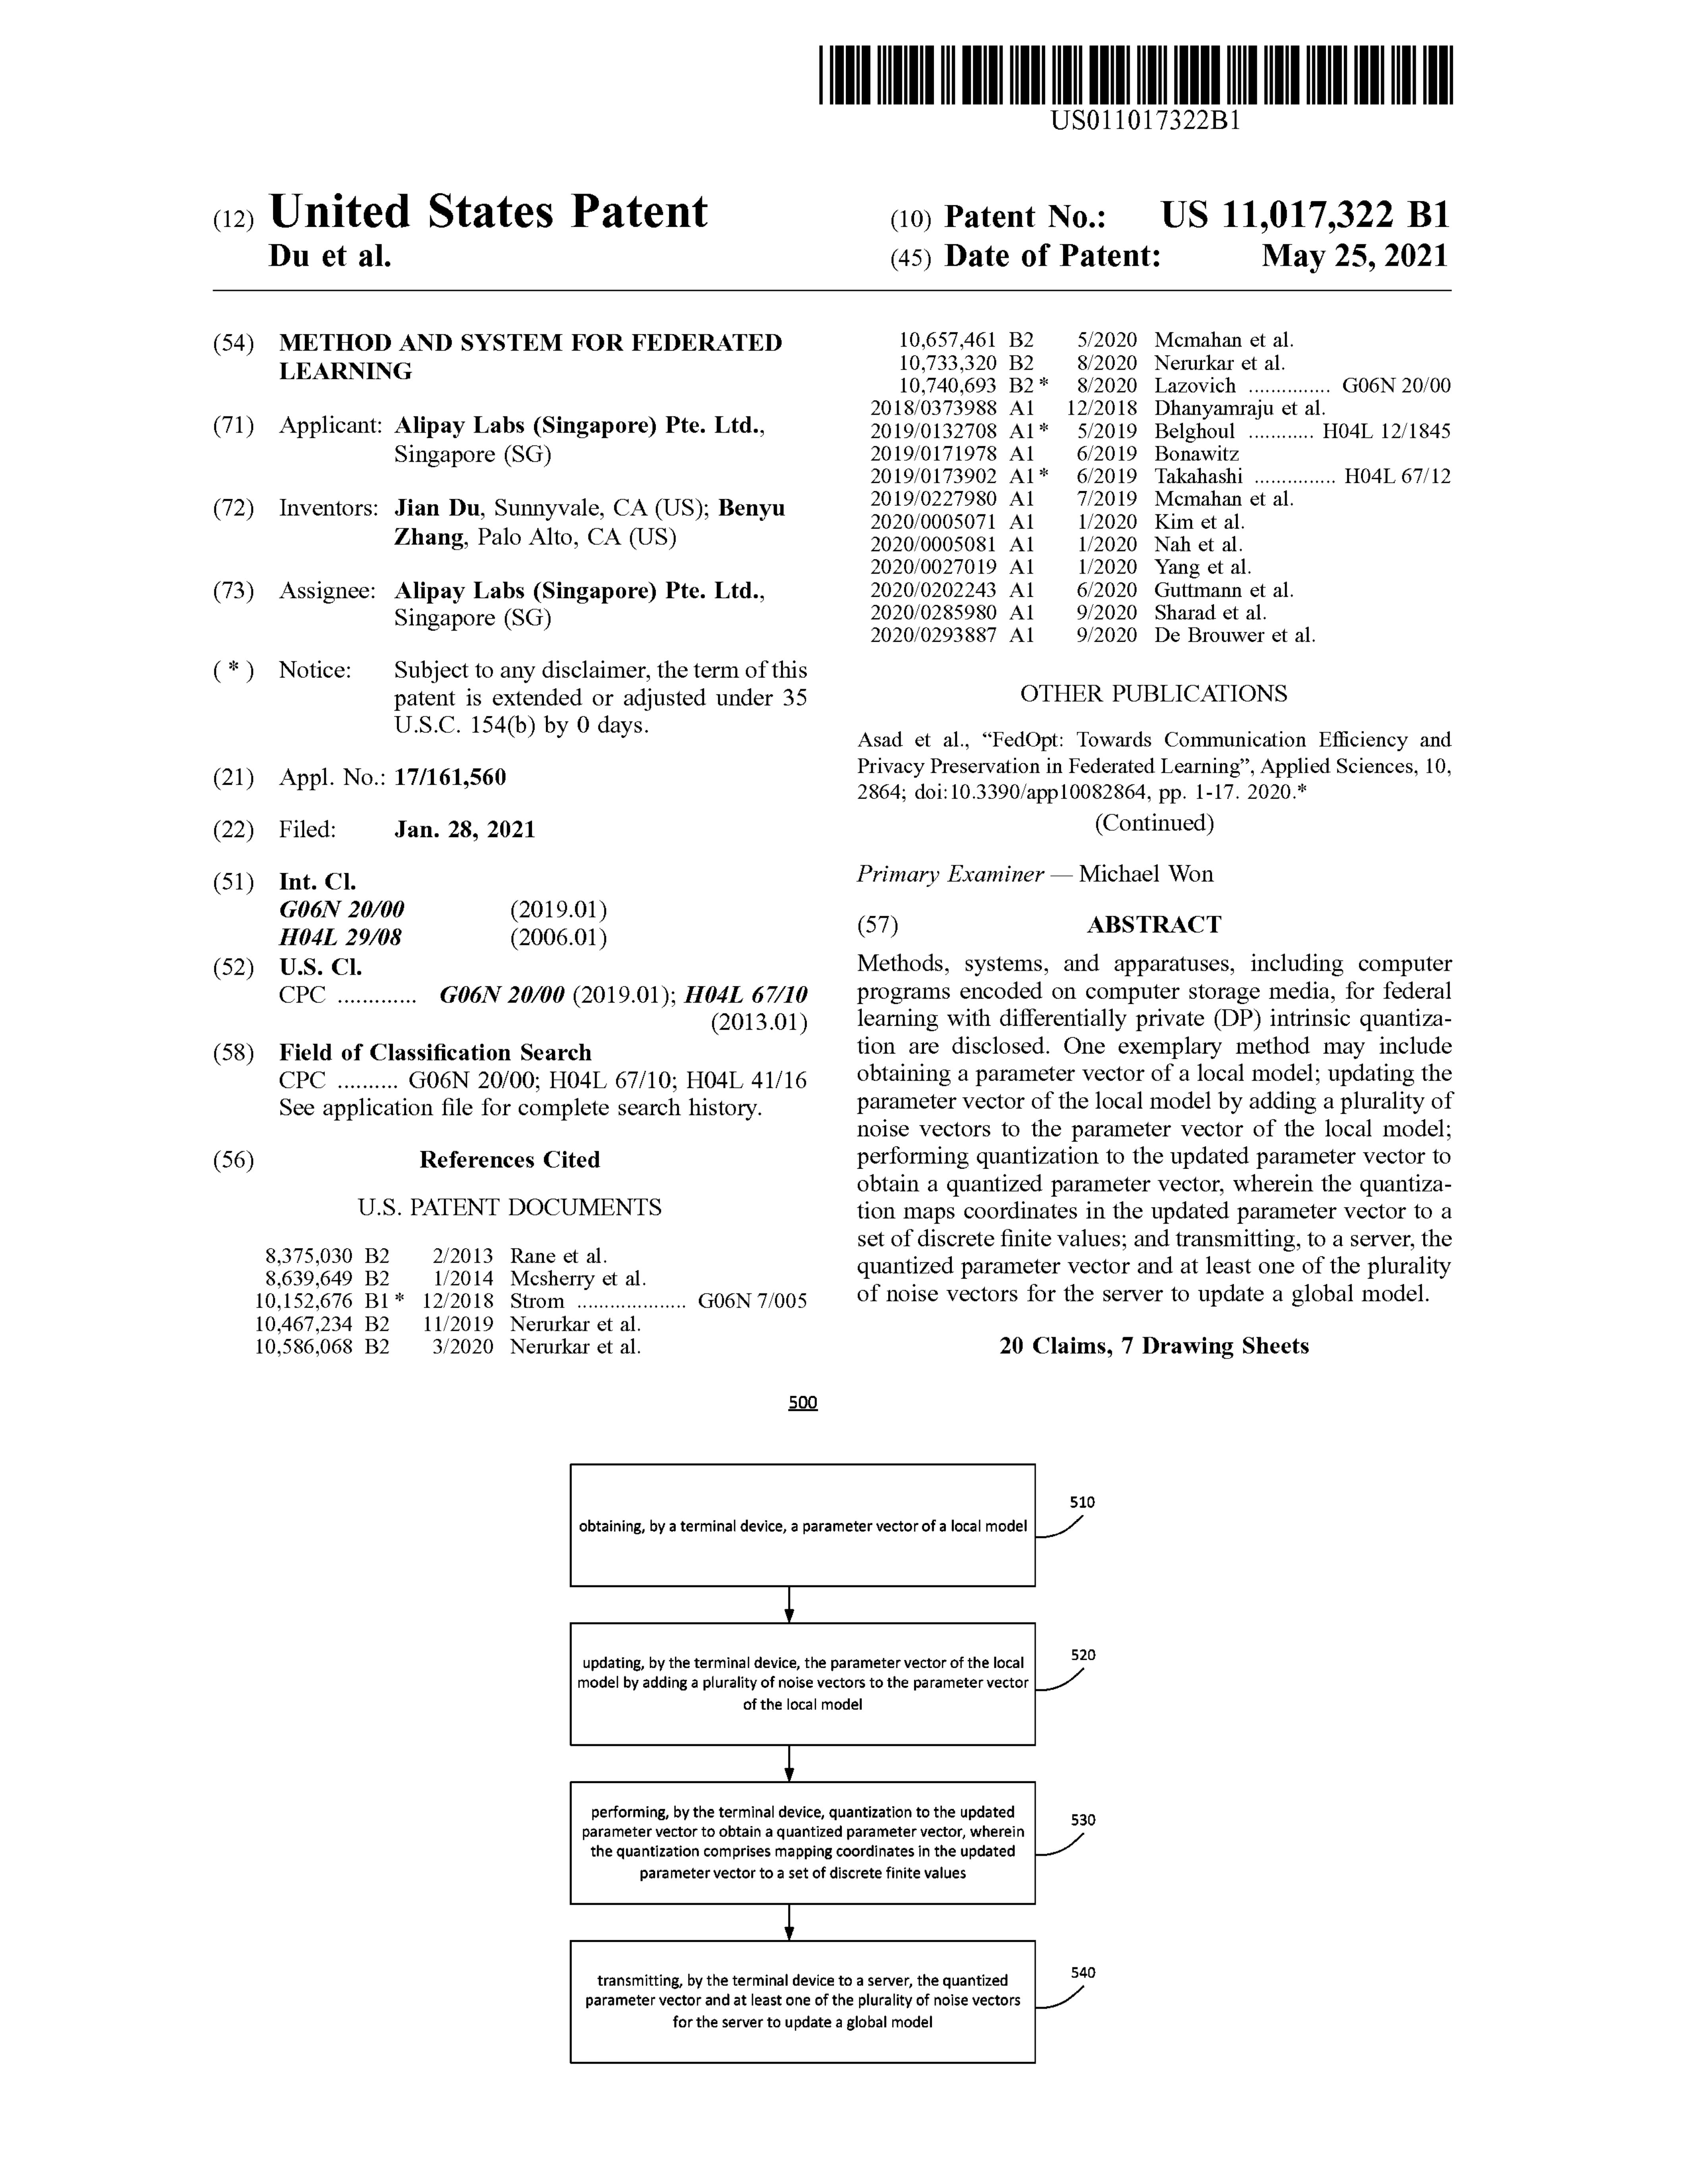 US011017322B1
(12) United States Patent
Du et al.
(10) Patent No.: US 11,017,322 B1
(45) Date of Patent: May 25, 2021
(54) METHOD AND SYSTEM FOR FEDERATED
LEARNING
(71) Applicant: Alipay Labs (Singapore) Pte. Ltd.,
Singapore (SG)
(72) Inventors: Jian Du, Sunnyvale, CA (US); Benyu
Zhang, Palo Alto, CA (US)
(73) Assignee: Alipay Labs (Singapore) Pte. Ltd.,
Singapore (SG)
( * ) Notice: Subject to any disclaimer, the term of this
patent is extended or adjusted under 35
U.S.C. 154(b) by 0 days.
(21) Appl. No.: 17/161,560
(22) Filed: Jan. 28, 2021
(51) Int. Cl.
G06N 20/00 (2019.01)
H04L 29/08 (2006.01)
(52) U.S. Cl.
CPC ............. G06N 20/00 (2019.01); H04L 67/10
(2013.01)
(58) Field of Classification Search
CPC .......... G06N 20/00; H04L 67/10; H04L 41/16
See application file for complete search history.
(56) References Cited
U.S. PATENT DOCUMENTS
8,375,030 B2 2/2013 Rane et al.
8,639,649 B2 1/2014 Mcsherry et al.
10,152,676 B1 * 12/2018 Strom .................... G06N 7/005
10,467,234 B2 11/2019 Nerurkar et al.
10,586,068 B2 3/2020 Nerurkar et al.
10,657,461 B2 5/2020 Mcmahan et al.
10,733,320 B2 8/2020 Nerurkar et al.
10,740,693 B2 * 8/2020 Lazovich ............... G06N 20/00
2018/0373988 A1 12/2018 Dhanyamraju et al.
2019/0132708 A1 * 5/2019 Belghoul ............ H04L 12/1845
2019/0171978 A1 6/2019 Bonawitz
2019/0173902 A1 * 6/2019 Takahashi ............... H04L 67/12
2019/0227980 A1 7/2019 Mcmahan et al.
2020/0005071 A1 1/2020 Kim et al.
2020/0005081 A1 1/2020 Nah et al.
2020/0027019 A1 1/2020 Yang et al.
2020/0202243 A1 6/2020 Guttmann et al.
2020/0285980 A1 9/2020 Sharad et al.
2020/0293887 A1 9/2020 De Brouwer et al.
OTHER PUBLICATIONS
Asad et al., “FedOpt: Towards Communication Efficiency and
Privacy Preservation in Federated Learning”, Applied Sciences, 10,
2864; doi:10.3390/app10082864, pp. 1-17. 2020.*
(Continued)
Primary Examiner — Michael Won
(57) ABSTRACT
Methods, systems, and apparatuses, including computer
programs encoded on computer storage media, for federal
learning with differentially private (DP) intrinsic quantiza-
tion are disclosed. One exemplary method may include
obtaining a parameter vector of a local model; updating the
parameter vector of the local model by adding a plurality of
noise vectors to the parameter vector of the local model;
performing quantization to the updated parameter vector to
obtain a quantized parameter vector, wherein the quantiza-
tion maps coordinates in the updated parameter vector to a
set of discrete finite values; and transmitting, to a server, the
quantized parameter vector and at least one of the plurality
of noise vectors for the server to update a global model.
20 Claims, 7 Drawing Sheets
500
obtaining, by a terminal device, a parameter vector of a local model
510
updating, by the terminal device, the parameter vector of the local
model by adding a plurality of noise vectors to the parameter vector
of the local model
520
performing, by the terminal device, quantization to the updated
parameter vector to obtain a quantized parameter vector, wherein
the quantization comprises mapping coordinates in the updated
parameter vector to a set of discrete finite values
530
transmitting, by the terminal device to a server, the quantized
parameter vector and at least one of the plurality of noise vectors
for the server to update a global model
540